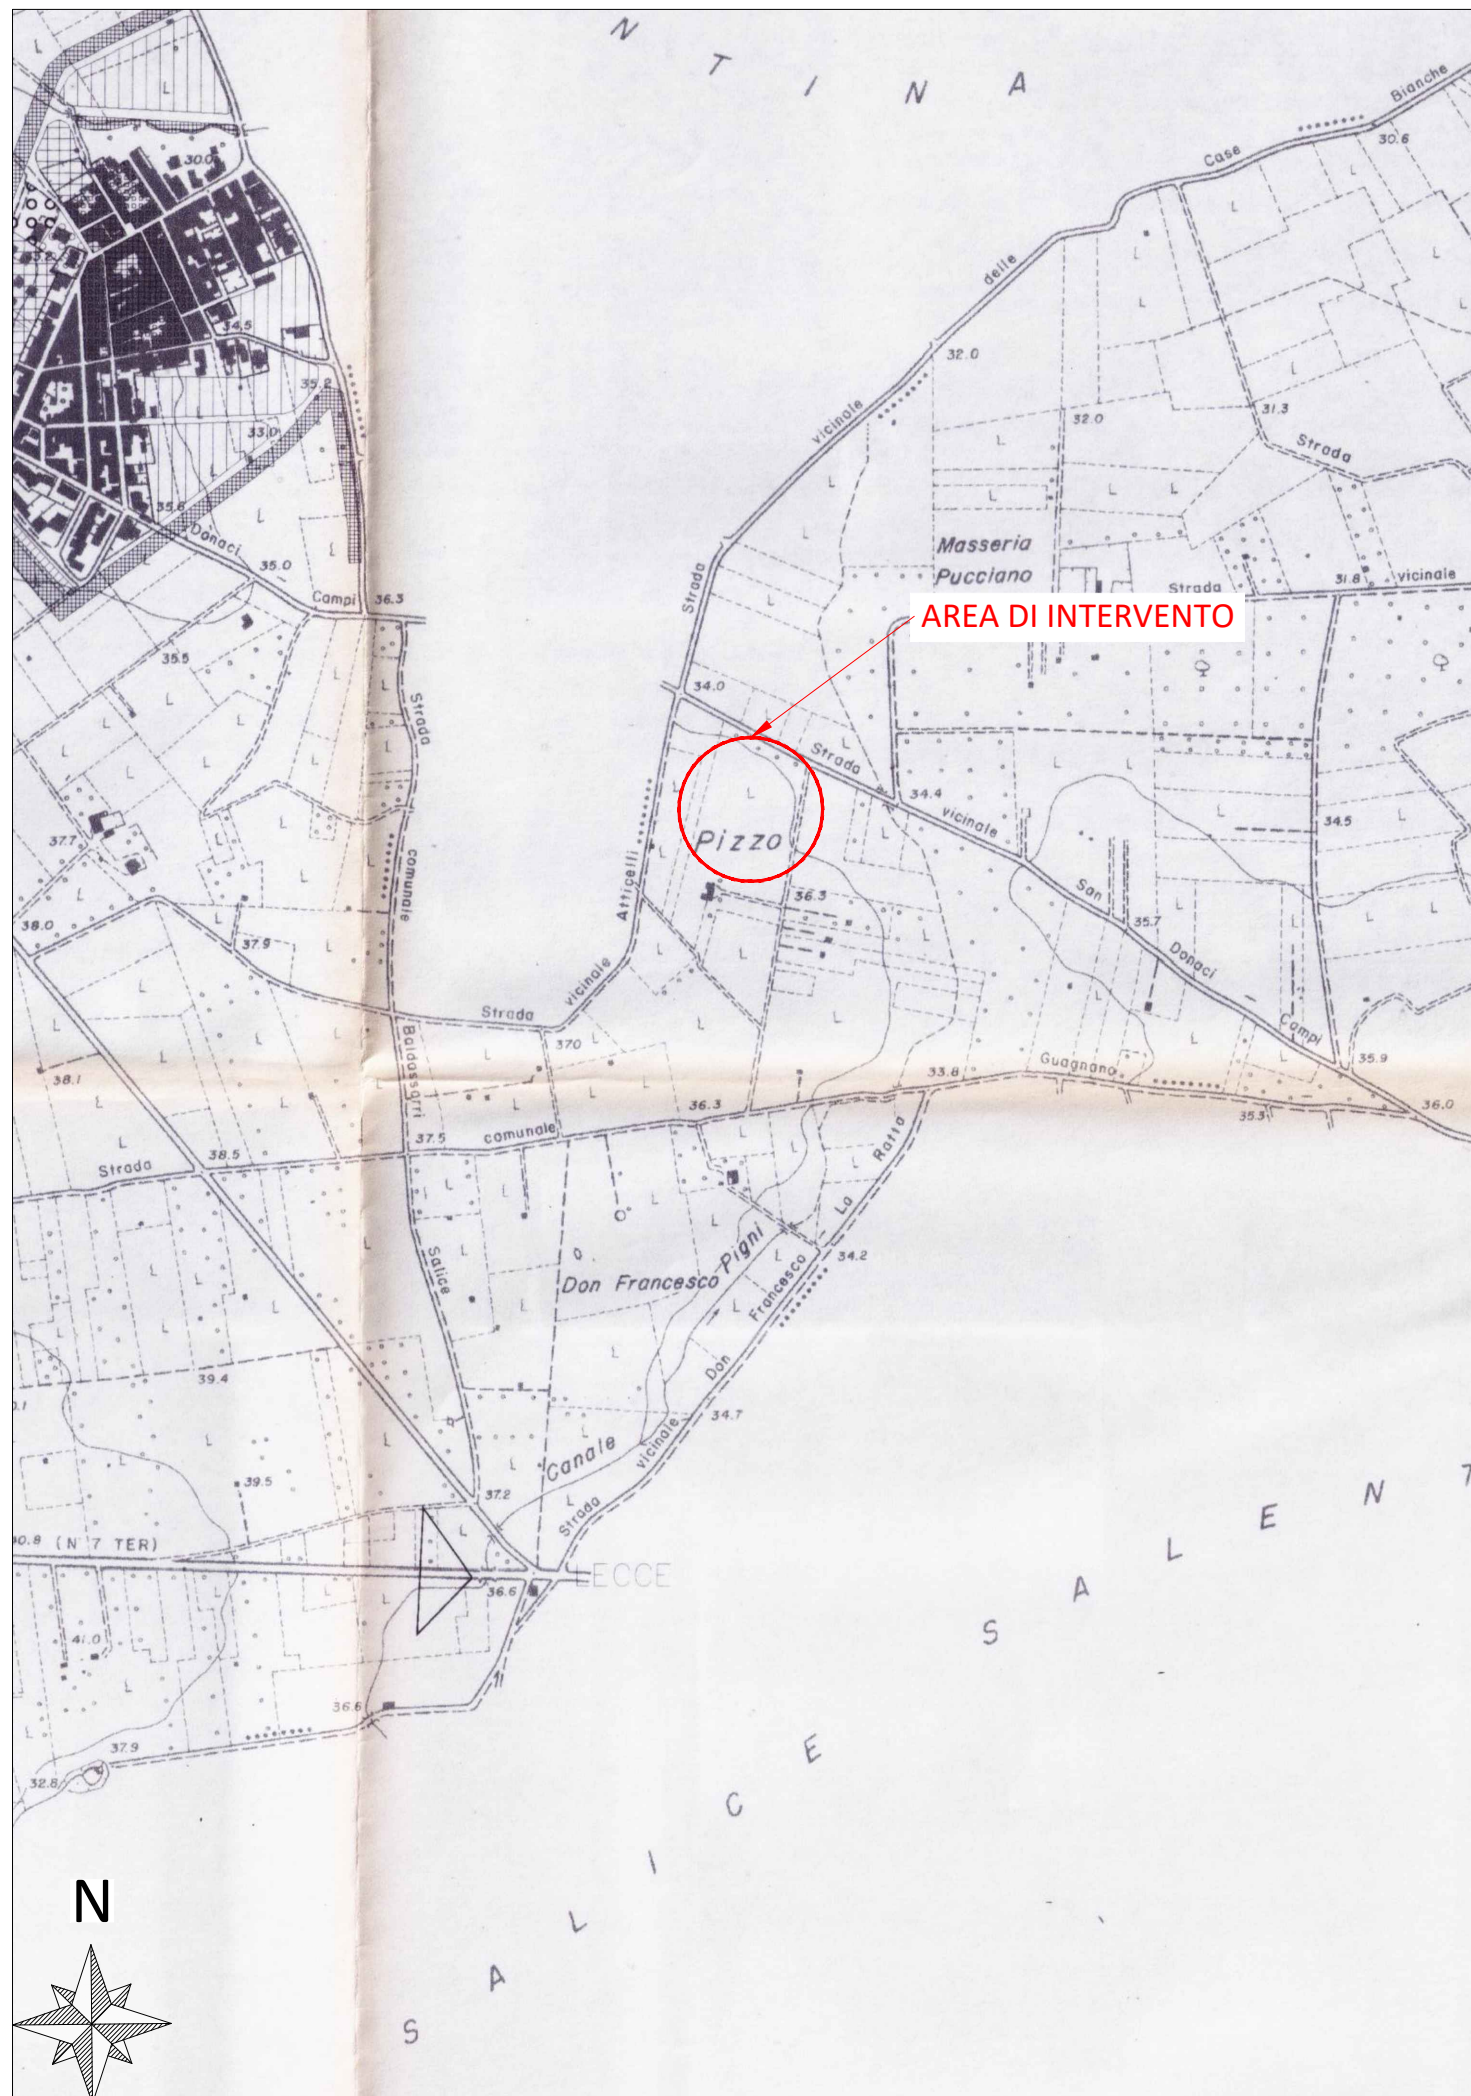 N T I N A
Bianche
Case
30.6
30.0
delle
34.5
32.0
35.2
vicinale
32.0
31.3
33.0
Strada
35.6
Donaci
Masseria
Pucciano
35.0
Campi
36.3
Strada
Strada
31.8
vicinale
AREA DI INTERVENTO
35.5
34.0
Strada
Strada
34.4
vicinale
34.5
37.7
Pizzo
comunale
Atticelli
San
36.3
35.7
38.0
37.9
Donaci
vicinale
Strada
Campi
37.0
Baldassarri
35.9
Guagnano
38.1
33.8
36.3
36.0
35.3
37.5
comunale
Ratta
38.5
Strada
La
Pigni
34.2
Salice
Don Francesco
Francesco
Don
39.4
34.7
Canale
vicinale
39.5
37.2
Strada
(N 7 TER)
LECCE
36.6
41.0
36.6
37.9
32.8
S A L I C E S A L E N T
N